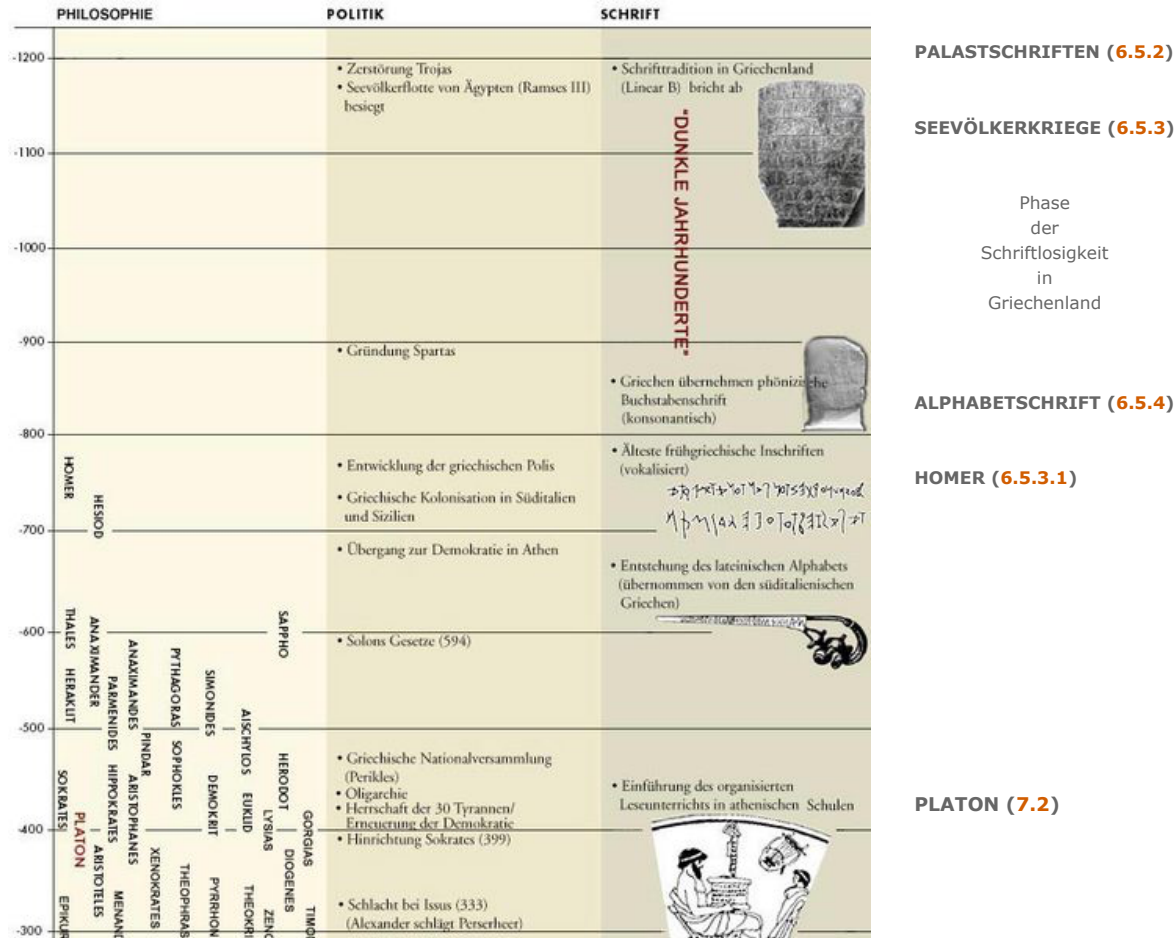 PHILOSOPHIE
POLITIK
SCHRIFT
-1200
• Zerstörung Trojas
• Seevölkerflotte von Ägypten (Ramses III)
besiegt
• Schrifttradition in Griechenland
(Linear B) bricht ab
"DUNKLE JAHRHUNDERTE"
-1100
-1000
-900
• Gründung Spartas
• Griechen übernehmen phönizische
Buchstabenschrift
(konsonantisch)
-800
HOMER
HESIOD
• Entwicklung der griechischen Polis
• Griechische Kolonisation in Süditalien
und Sizilien
• Älteste frühgriechische Inschriften
(vokalisiert)
-700
• Übergang zur Demokratie in Athen
• Entstehung des lateinischen Alphabets
(übernommen von den süditalienischen
Griechen)
-600
THALES
ANAXIMANDER
SAPPHO
• Solons Gesetze (594)
HERAKLIT
PARMENIDES
ANAXIMANDES
PYTHAGORAS
SIMONIDES
AISCHYLOS
-500
PINDAR
SOPHOKLES
HERODOT
• Griechische Nationalversammlung
(Perikles)
• Oligarchie
• Herrschaft der 30 Tyrannen/
Erneuerung der Demokratie
• Hinrichtung Sokrates (399)
• Einführung des organisierten
Leseunterrichts in athenischen Schulen
SOKRATES
PLATON
HIPPOKRATES
ARISTOPHANES
DEMOKRIT
EUKLID
LYSIAS
GORGIAS
-400
ARISTOTELES
XENOKRATES
THEOPHRAS
PYRRHON
DIOGENES
EPIKUR
MENAND
THEOKRI
ZENO
TIMO
• Schlacht bei Issus (333)
(Alexander schlägt Perserheer)
-300
PALASTSCHRIFTEN (6.5.2)
SEEVÖLKERKRIEGE (6.5.3)
Phase
der
Schriftlosigkeit
in
Griechenland
ALPHABETSCHRIFT (6.5.4)
HOMER (6.5.3.1)
PLATON (7.2)